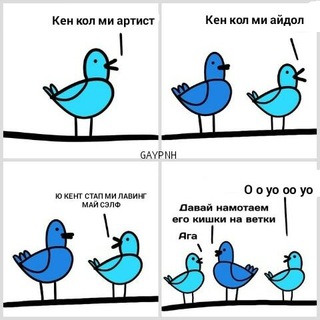 Кен кол ми артист
Кен кол ми айдол
GAYPNH
Ю КЕНТ СТАП МИ ЛАВИНГ
МАЙ СЭЛФ
О о уо оо уо
Давай намотаем
его кишки на ветки
Ага